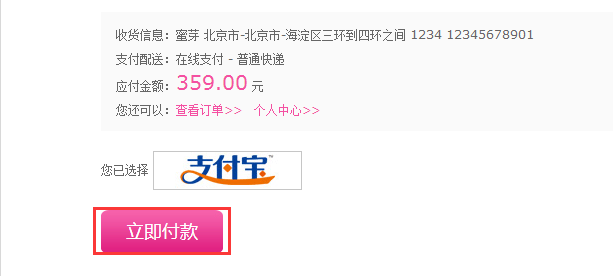 收货信息：蜜芽 北京市-北京市-海淀区三环到四环之间 1234 12345678901
支付配送：在线支付 - 普通快递
应付金额：359.00 元
您还可以：查看订单>> 个人中心>>
您已选择 支付宝™
立即付款